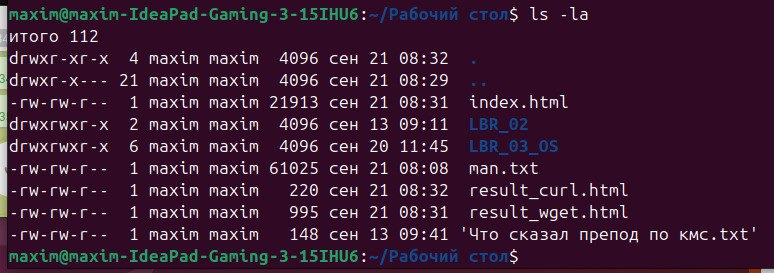 maxim@maxim-IdeaPad-Gaming-3-15IHU6:~/Рабочий стол$ ls -la
итого 112
drwxr-xr-x  4 maxim maxim  4096 сен 21 08:32  .
drwxr-x--- 21 maxim maxim  4096 сен 21 08:29  ..
-rw-rw-r--  1 maxim maxim 21913 сен 21 08:31  index.html
drwxrwxr-x  2 maxim maxim  4096 сен 13 09:11  LBR_02
drwxrwxr-x  6 maxim maxim  4096 сен 20 11:45  LBR_03_OS
-rw-rw-r--  1 maxim maxim 61025 сен 21 08:08  man.txt
-rw-rw-r--  1 maxim maxim   220 сен 21 08:32  result_curl.html
-rw-rw-r--  1 maxim maxim   995 сен 21 08:31  result_wget.html
-rw-rw-r--  1 maxim maxim   148 сен 13 09:41 'Что сказал препод по кмс.txt'
maxim@maxim-IdeaPad-Gaming-3-15IHU6:~/Рабочий стол$